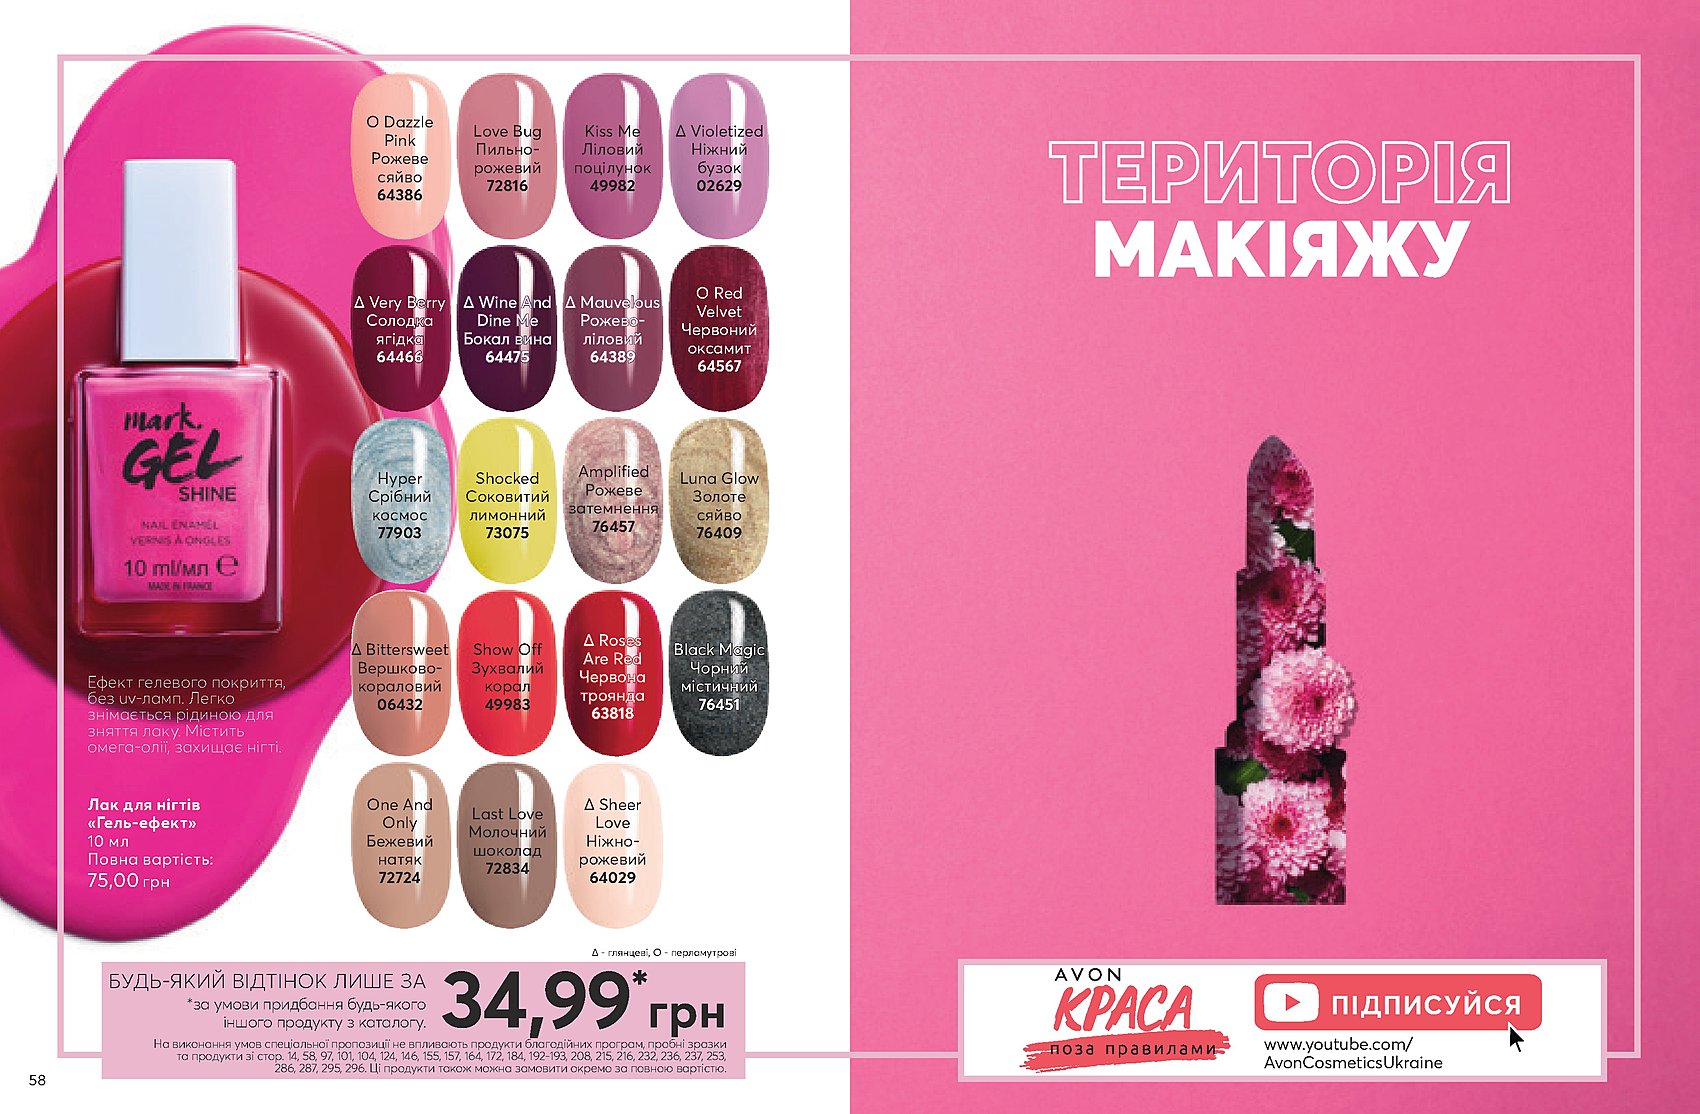 O Dazzle
Pink
Рожеве
сяйво
64386
Love Bug
Пильно-
рожевий
72816
Kiss Me
Ліловий
поцілунок
49982
Δ Violetized
Ніжний
бузок
02629
Δ Very Berry
Солодка
ягідка
64466
Δ Wine And
Dine Me
Бокал вина
64475
Δ Mauvelous
Рожево-
ліловий
64389
O Red
Velvet
Червоний
оксамит
64567
Hyper
Срібний
космос
77903
Shocked
Соковитий
лимонний
73075
Amplified
Рожеве
затемнення
76457
Luna Glow
Золоте
сяйво
76409
Δ Bittersweet
Вершково-
кораловий
06432
Show Off
Зухвалий
корал
49983
Δ Roses
Are Red
Червона
троянда
63818
Black Magic
Чорний
містичний
76451
One And
Only
Бежевий
натяк
72724
Last Love
Молочний
шоколад
72834
Δ Sheer
Love
Ніжно-
рожевий
64029
mark.
GEL
SHINE
NAIL ENAMEL
VERNIS À ONGLES
10 ml/мл ℮
MADE IN FRANCE
Ефект гелевого покриття,
без uv-ламп. Легко
знімається рідиною для
зняття лаку. Містить
омега-олії, захищає нігті.
Лак для нігтів
«Гель-ефект»
10 мл
Повна вартість:
75,00 грн
Δ - глянцеві, O - перламутрові
БУДЬ-ЯКИЙ ВІДТІНОК ЛИШЕ ЗА
*за умови придбання будь-якого
іншого продукту з каталогу.
34,99* грн
На виконання умов спеціальної пропозиції не впливають продукти благодійних програм, пробні зразки
та продукти зі стор. 14, 58, 97, 101, 104, 124, 146, 155, 157, 164, 172, 184, 192-193, 208, 215, 216, 232, 236, 237, 253,
286, 287, 295, 296. Ці продукти також можна замовити окремо за повною вартістю.
58
ТЕРИТОРІЯ
МАКІЯЖУ
AVON
КРАСА
поза правилами
ПІДПИСУЙСЯ
www.youtube.com/
AvonCosmeticsUkraine